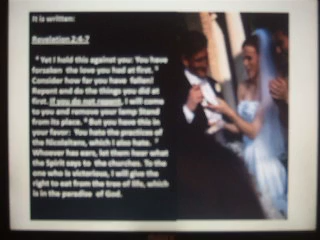 It is written:
Revelation 2:4-7
4 Yet I hold this against you: You have
forsaken the love you had at first. 5
Consider how far you have fallen!
Repent and do the things you did at
first. If you do not repent, I will come
to you and remove your lamp Stand
from its place. 6 But you have this in
your favor: You hate the practices of
the Nicolaitans, which I also hate. 7
Whoever has ears, let them hear what
the Spirit says to the churches. To the
one who is victorious, I will give the
right to eat from the tree of life, which
is in the paradise of God.